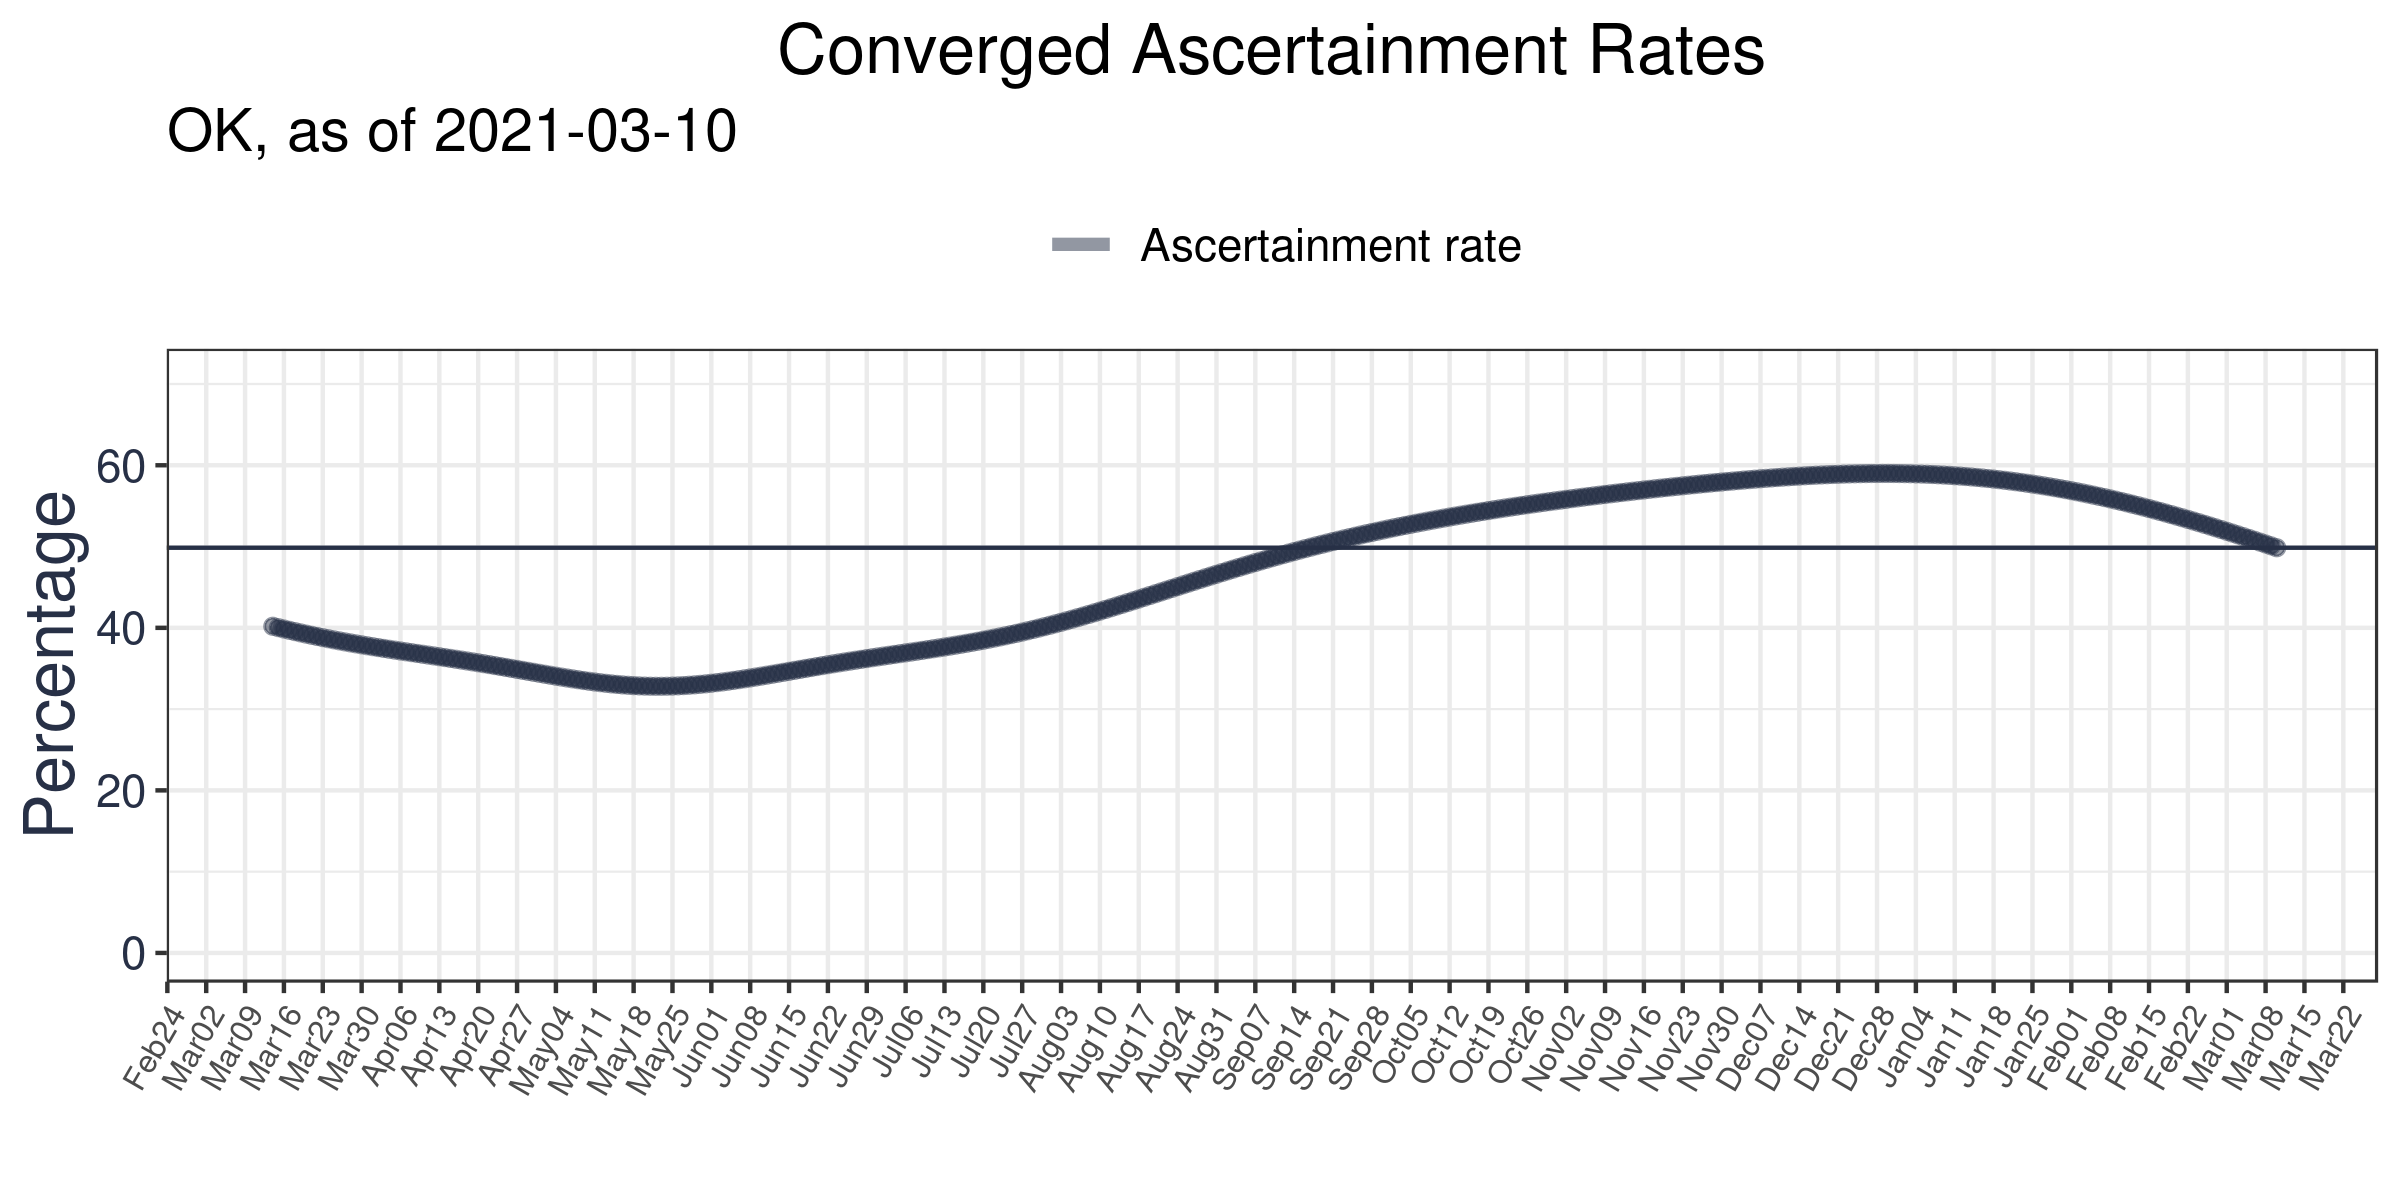 Converged Ascertainment Rates
OK, as of 2021-03-10
Ascertainment rate
Percentage
60
40
20
0
Feb24
Mar02
Mar09
Mar16
Mar23
Mar30
Apr06
Apr13
Apr20
Apr27
May04
May11
May18
May25
Jun01
Jun08
Jun15
Jun22
Jun29
Jul06
Jul13
Jul20
Jul27
Aug03
Aug10
Aug17
Aug24
Aug31
Sep07
Sep14
Sep21
Sep28
Oct05
Oct12
Oct19
Oct26
Nov02
Nov09
Nov16
Nov23
Nov30
Dec07
Dec14
Dec21
Dec28
Jan04
Jan11
Jan18
Jan25
Feb01
Feb08
Feb15
Feb22
Mar01
Mar08
Mar15
Mar22